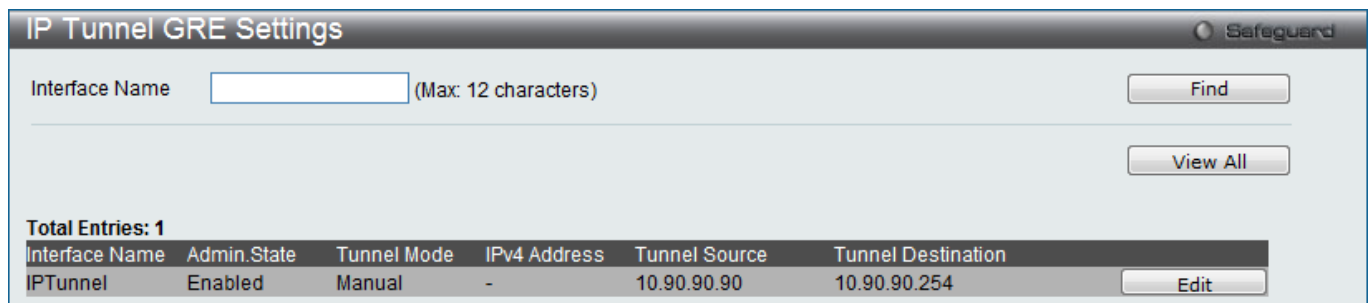 IP Tunnel GRE Settings Safeguard
Interface Name (Max: 12 characters) Find
View All
Total Entries: 1
Interface Name Admin.State Tunnel Mode IPv4 Address Tunnel Source Tunnel Destination
IPTunnel Enabled Manual - 10.90.90.90 10.90.90.254 Edit